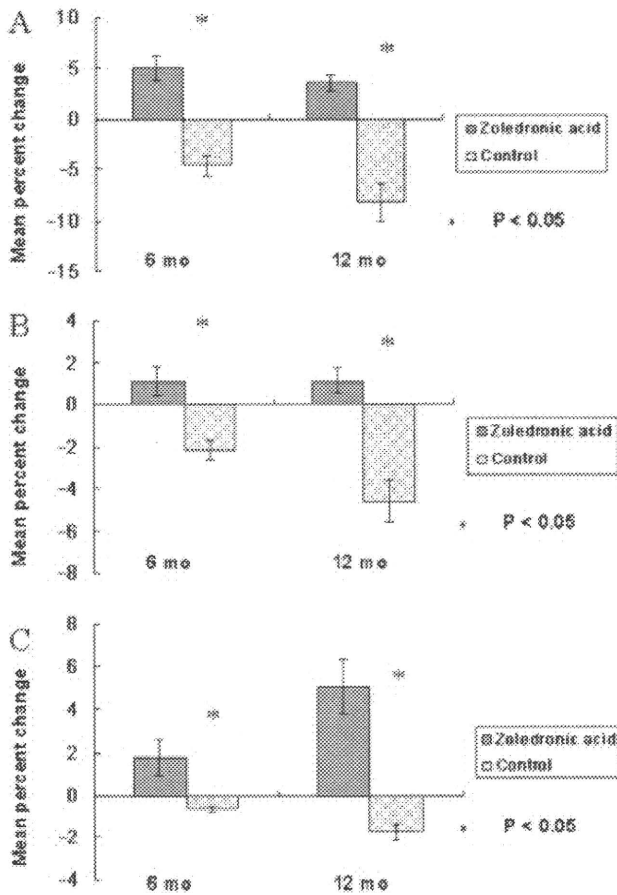 A
Mean percent change
10
5
0
-5
-10
-15
6 mo
12 mo
Zoledronic acid
Control
* P < 0.05
B
Mean percent change
4
2
0
-2
-4
-6
-8
6 mo
12 mo
Zoledronic acid
Control
* P < 0.05
C
Mean percent change
8
6
4
2
0
-2
-4
6 mo
12 mo
Zoledronic acid
Control
* P < 0.05